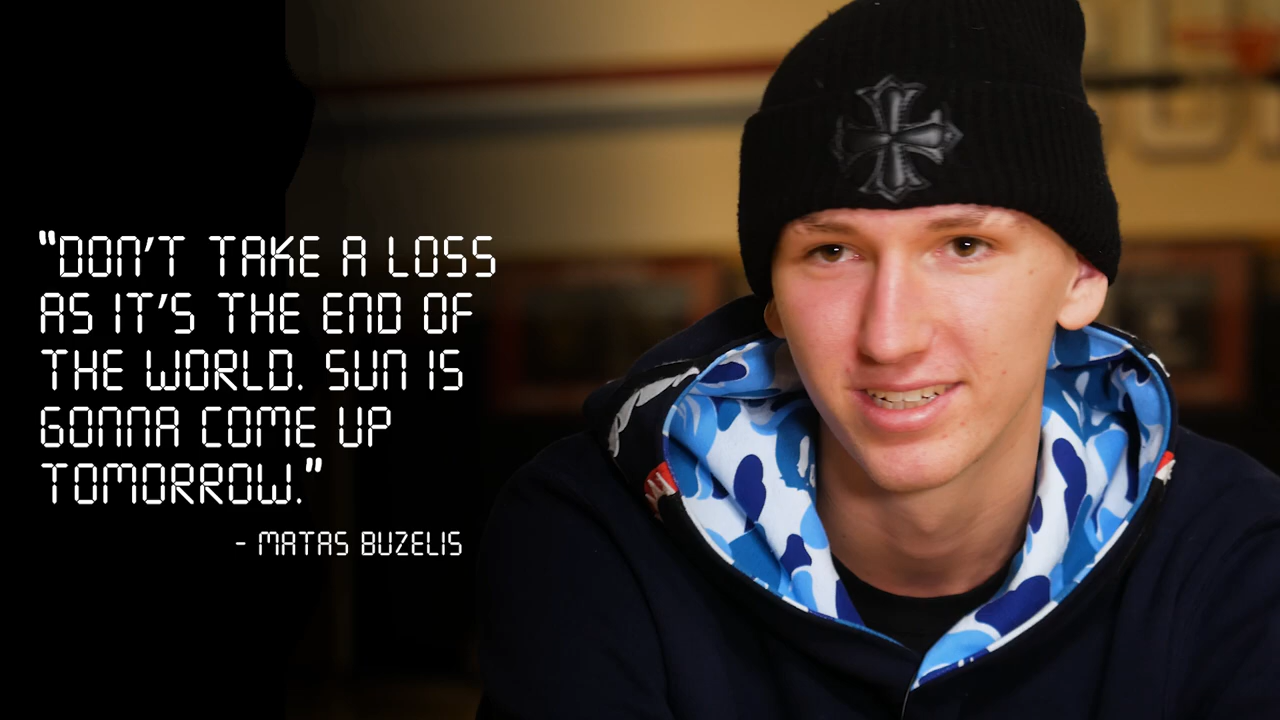 "DON'T TAKE A LOSS
AS IT'S THE END OF
THE WORLD. SUN IS
GONNA COME UP
TOMORROW."
- MATAS BUZELIS